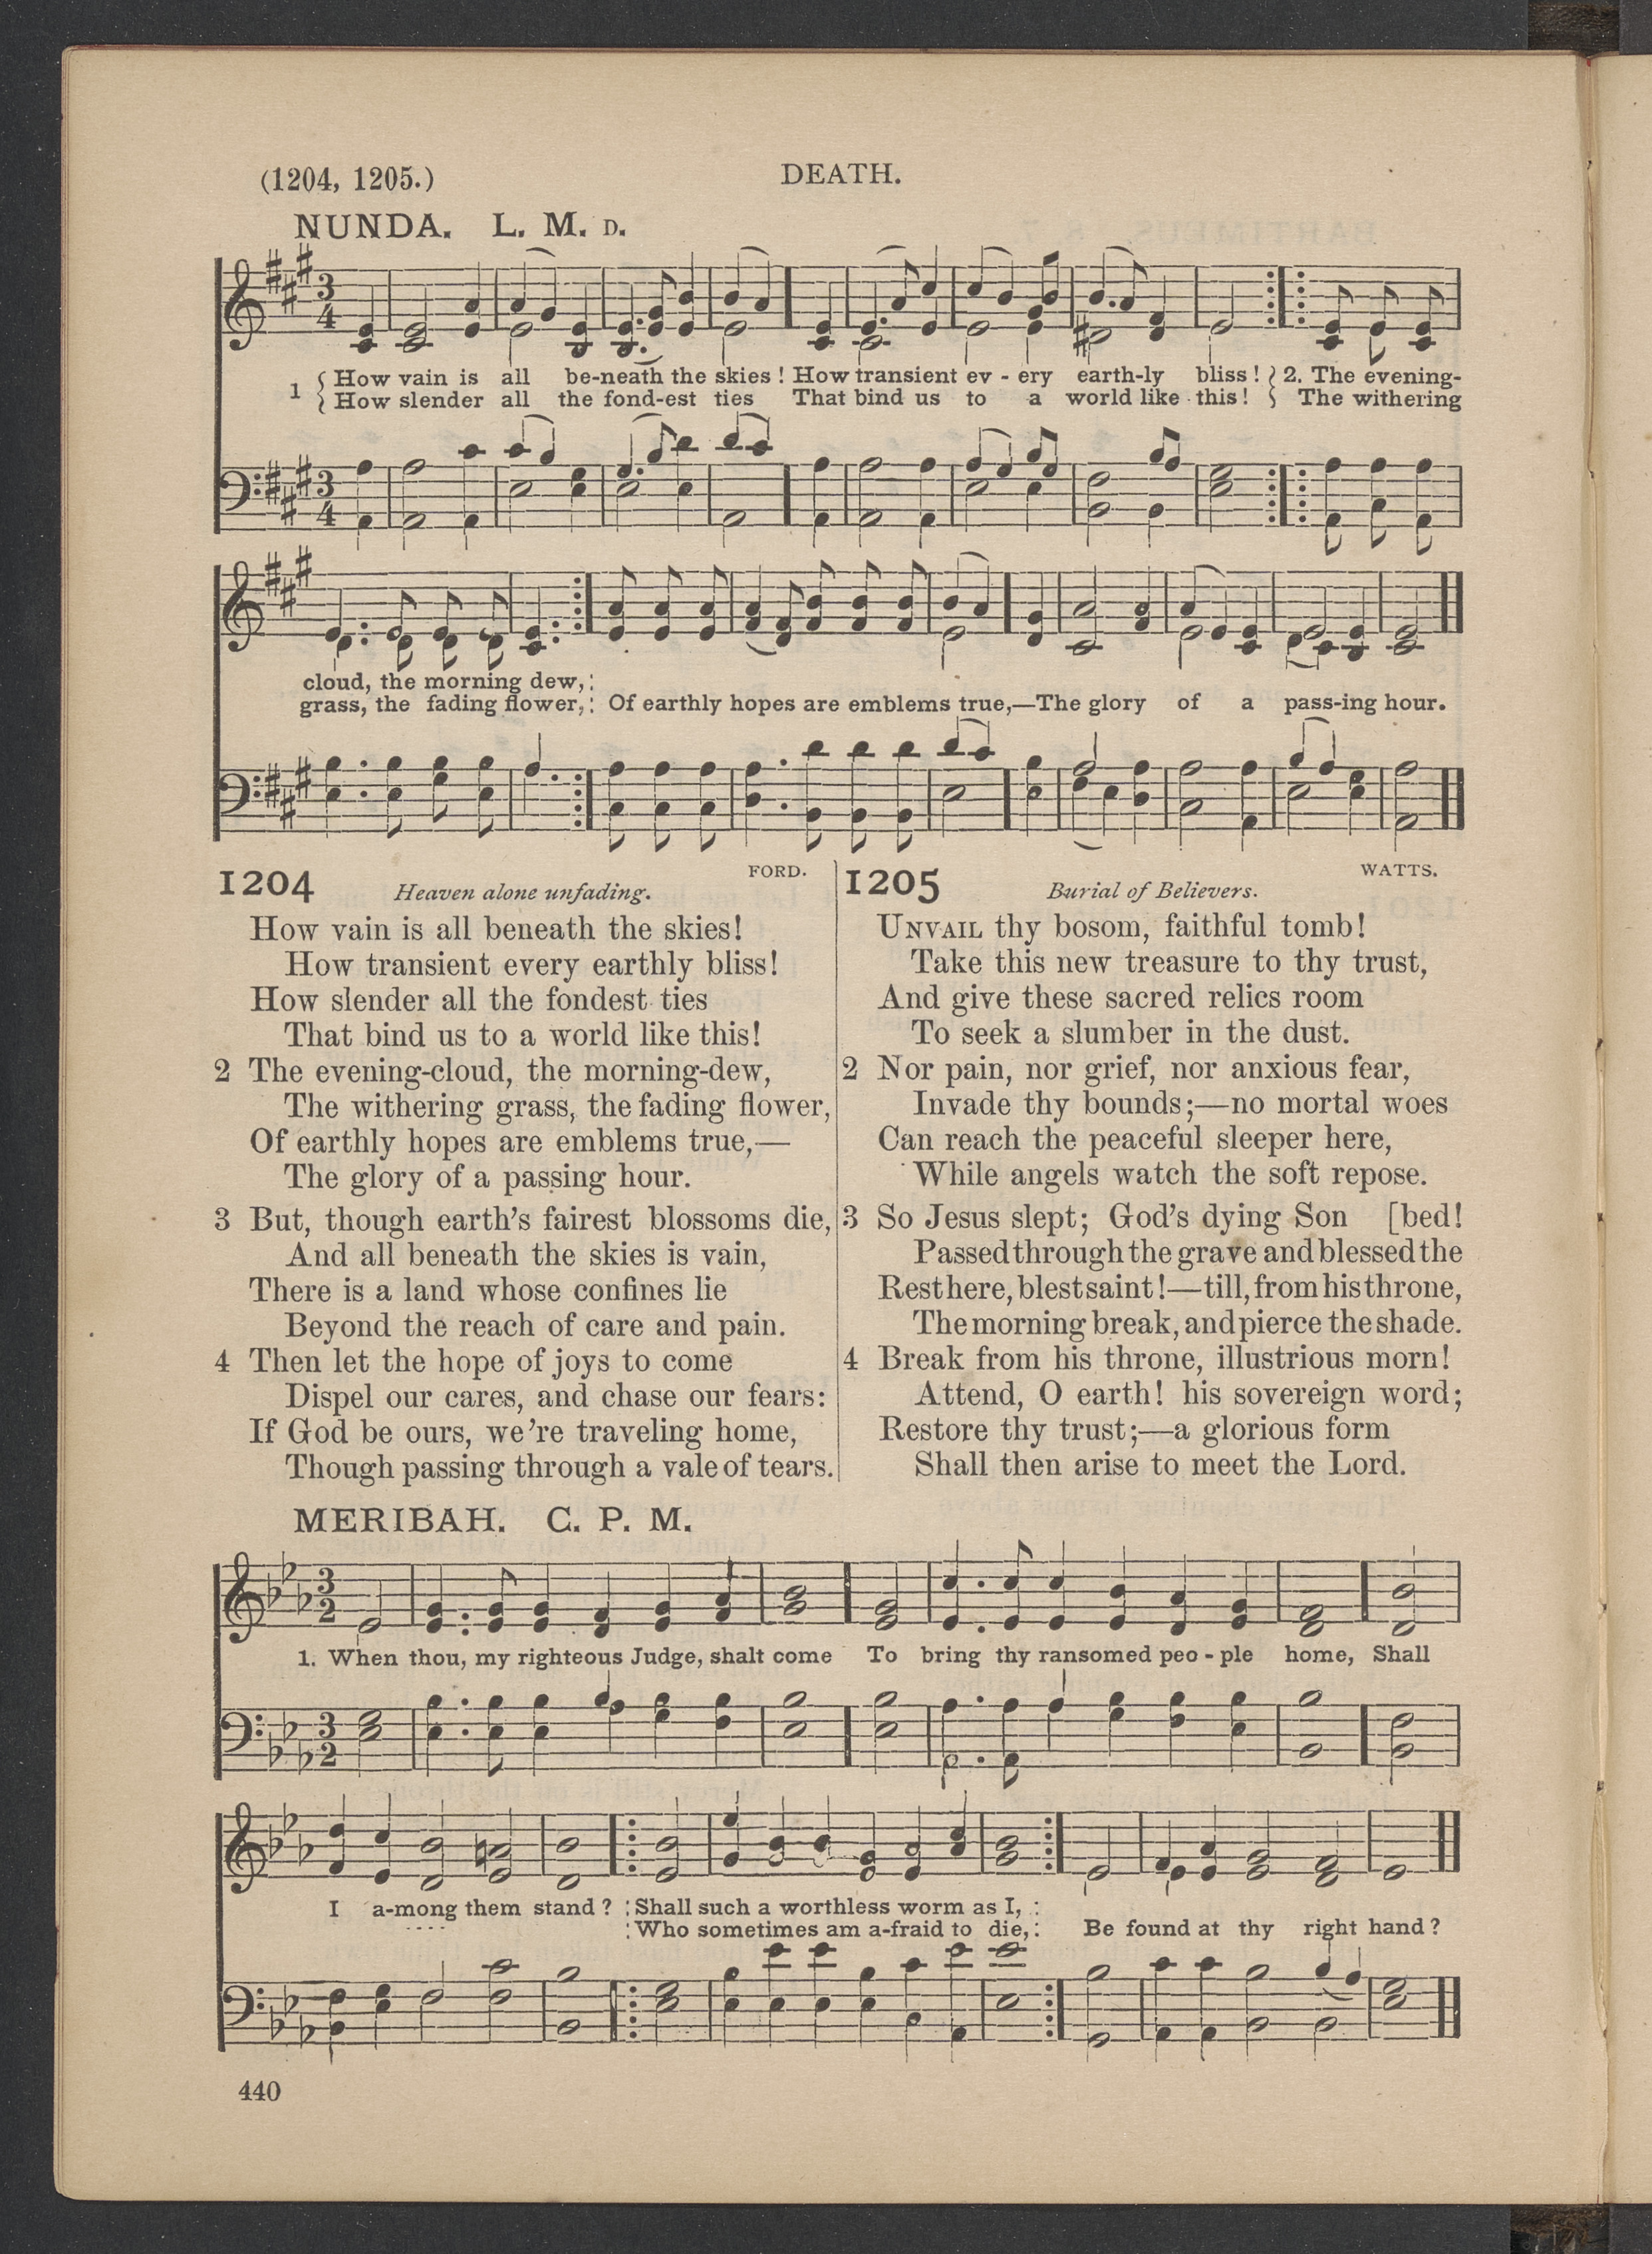 (1204, 1205.)
DEATH.
NUNDA. L. M. D.
1 { How vain is all be-neath the skies! How transient ev - ery earth-ly bliss! } 2. The evening-
{ How slender all the fond-est ties That bind us to a world like this! } The withering
cloud, the morning dew, :
grass, the fading flower, : Of earthly hopes are emblems true,—The glory of a pass-ing hour.
1204 Heaven alone unfading. FORD.
How vain is all beneath the skies!
How transient every earthly bliss!
How slender all the fondest ties
That bind us to a world like this!
2 The evening-cloud, the morning-dew,
The withering grass, the fading flower,
Of earthly hopes are emblems true,—
The glory of a passing hour.
3 But, though earth's fairest blossoms die,
And all beneath the skies is vain,
There is a land whose confines lie
Beyond the reach of care and pain.
4 Then let the hope of joys to come
Dispel our cares, and chase our fears:
If God be ours, we're traveling home,
Though passing through a vale of tears.
1205 Burial of Believers. WATTS.
UNVAIL thy bosom, faithful tomb!
Take this new treasure to thy trust,
And give these sacred relics room
To seek a slumber in the dust.
2 Nor pain, nor grief, nor anxious fear,
Invade thy bounds;—no mortal woes
Can reach the peaceful sleeper here,
While angels watch the soft repose.
3 So Jesus slept; God's dying Son [bed!
Passed through the grave and blessed the
Rest here, blest saint!—till, from his throne,
The morning break, and pierce the shade.
4 Break from his throne, illustrious morn!
Attend, O earth! his sovereign word;
Restore thy trust;—a glorious form
Shall then arise to meet the Lord.
MERIBAH. C. P. M.
1. When thou, my righteous Judge, shalt come To bring thy ransomed peo - ple home, Shall
I a-mong them stand? : Shall such a worthless worm as I, :
: Who sometimes am a-fraid to die, : Be found at thy right hand?
440